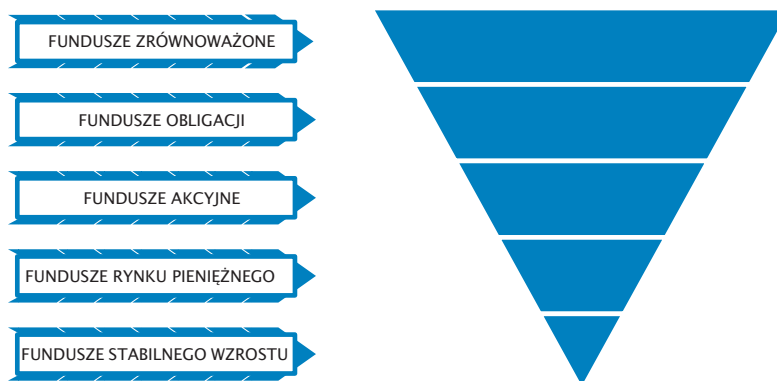 FUNDUSZE ZRÓWNOWAŻONE
FUNDUSZE OBLIGACJI
FUNDUSZE AKCYJNE
FUNDUSZE RYNKU PIENIĘŻNEGO
FUNDUSZE STABILNEGO WZROSTU